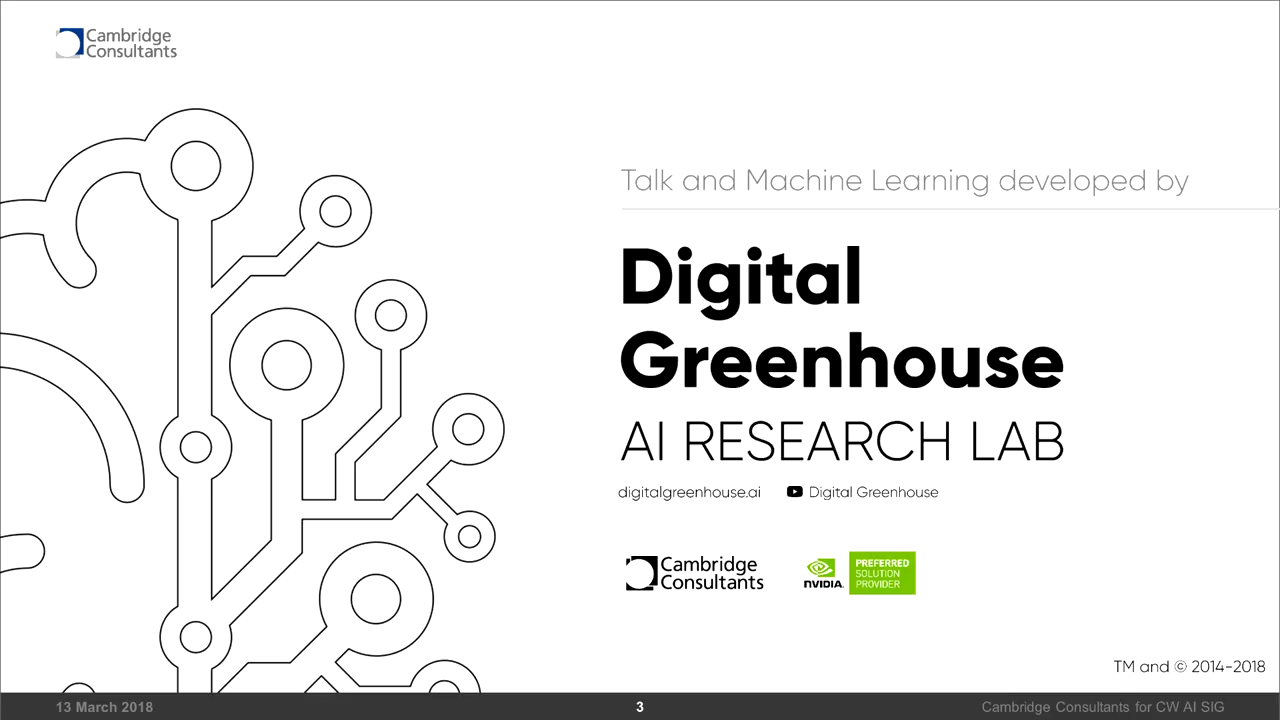 Cambridge
Consultants
Talk and Machine Learning developed by
Digital
Greenhouse
AI RESEARCH LAB
digitalgreenhouse.ai
Digital Greenhouse
Cambridge
Consultants
NVIDIA.
PREFERRED
SOLUTION
PROVIDER
TM and © 2014-2018
13 March 2018
3
Cambridge Consultants for CW AI SIG